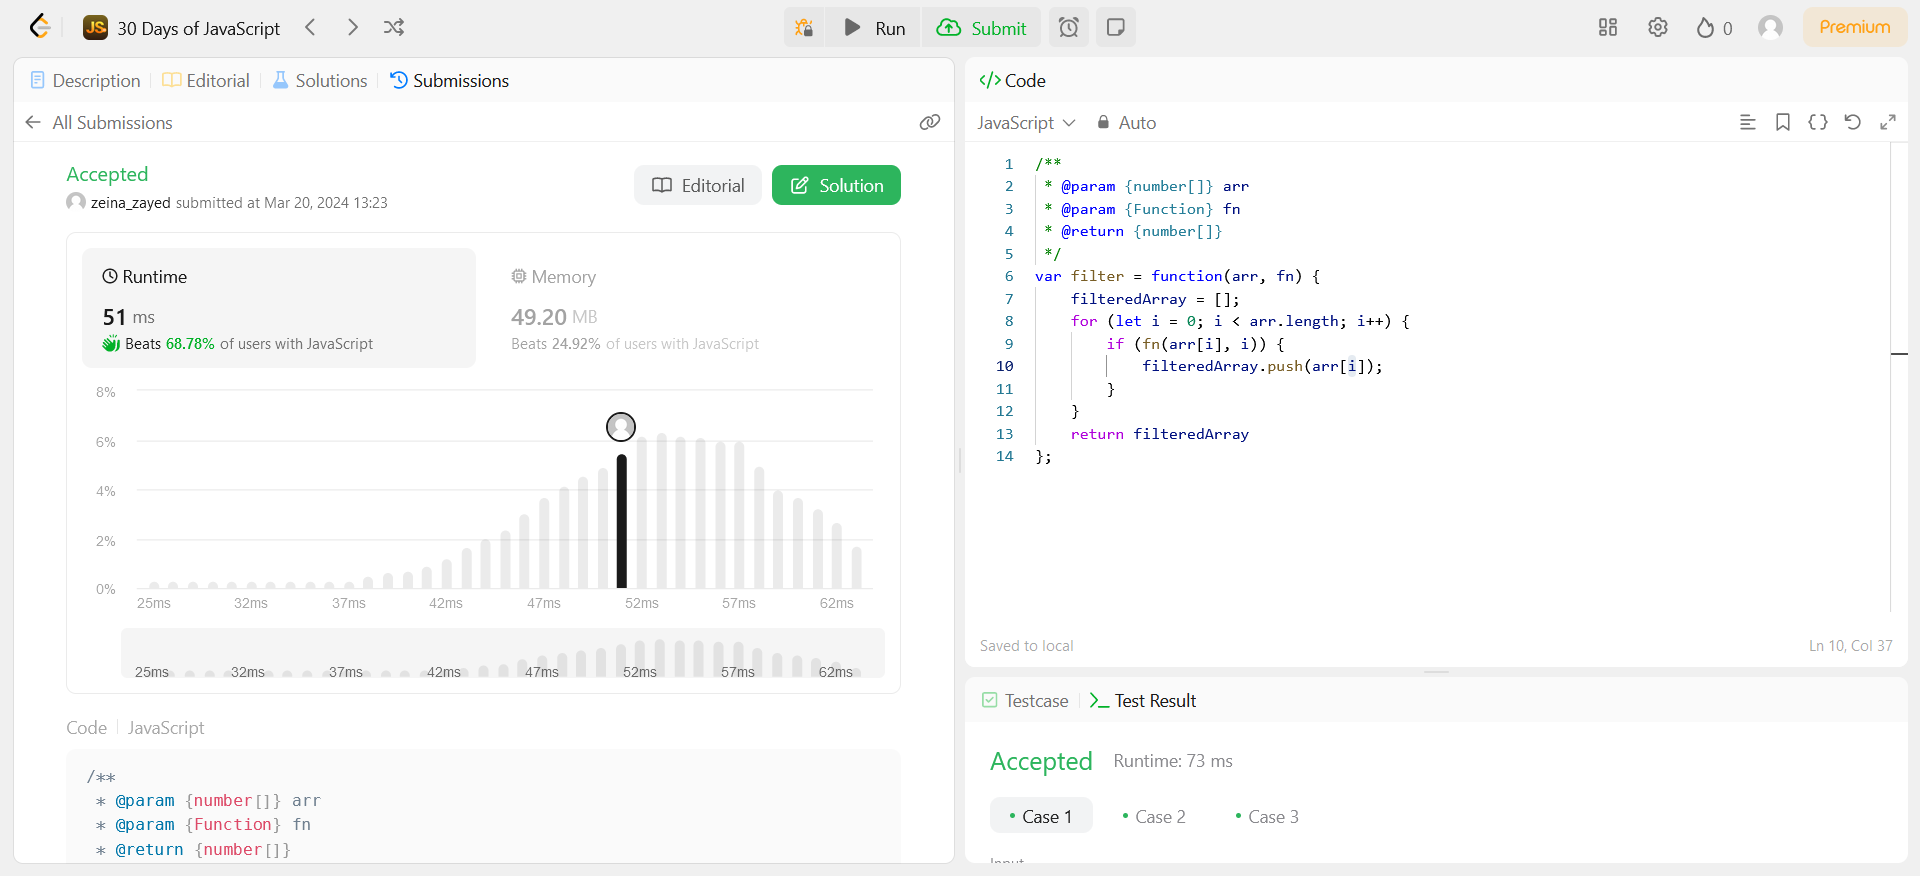 JS 30 Days of JavaScript
Run
Submit
0
Premium
Description
Editorial
Solutions
Submissions
All Submissions
Accepted
zeina_zayed submitted at Mar 20, 2024 13:23
Editorial
Solution
Runtime
51 ms
Beats 68.78% of users with JavaScript
Memory
49.20 MB
Beats 24.92% of users with JavaScript
8%
6%
4%
2%
0%
25ms 32ms 37ms 42ms 47ms 52ms 57ms 62ms
25ms 32ms 37ms 42ms 47ms 52ms 57ms 62ms
Code JavaScript
/**
* @param {number[]} arr
* @param {Function} fn
* @return {number[]}
</> Code
JavaScript Auto
1 /**
2 * @param {number[]} arr
3 * @param {Function} fn
4 * @return {number[]}
5 */
6 var filter = function(arr, fn) {
7 filteredArray = [];
8 for (let i = 0; i < arr.length; i++) {
9 if (fn(arr[i], i)) {
10 filteredArray.push(arr[i]);
11 }
12 }
13 return filteredArray
14 };
Saved to local
Ln 10, Col 37
Testcase
Test Result
Accepted Runtime: 73 ms
Case 1
Case 2
Case 3
Input